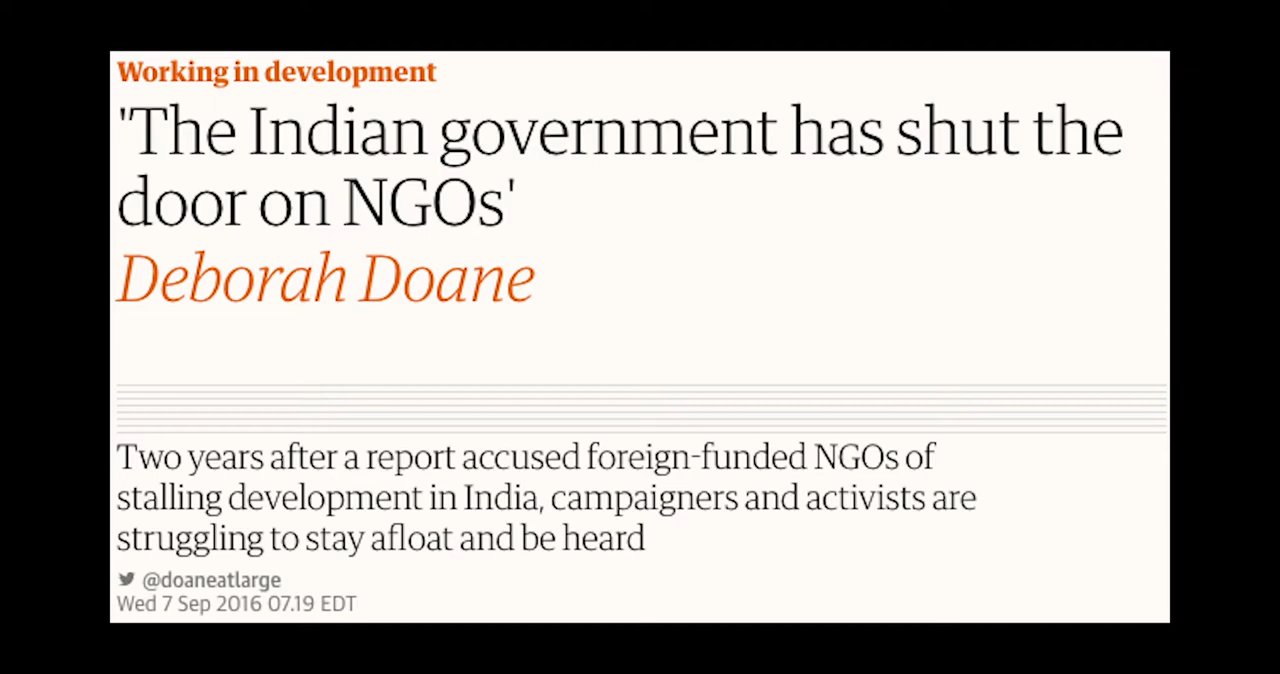 Working in development
'The Indian government has shut the
door on NGOs'
Deborah Doane
Two years after a report accused foreign-funded NGOs of
stalling development in India, campaigners and activists are
struggling to stay afloat and be heard
@doaneatlarge
Wed 7 Sep 2016 07.19 EDT